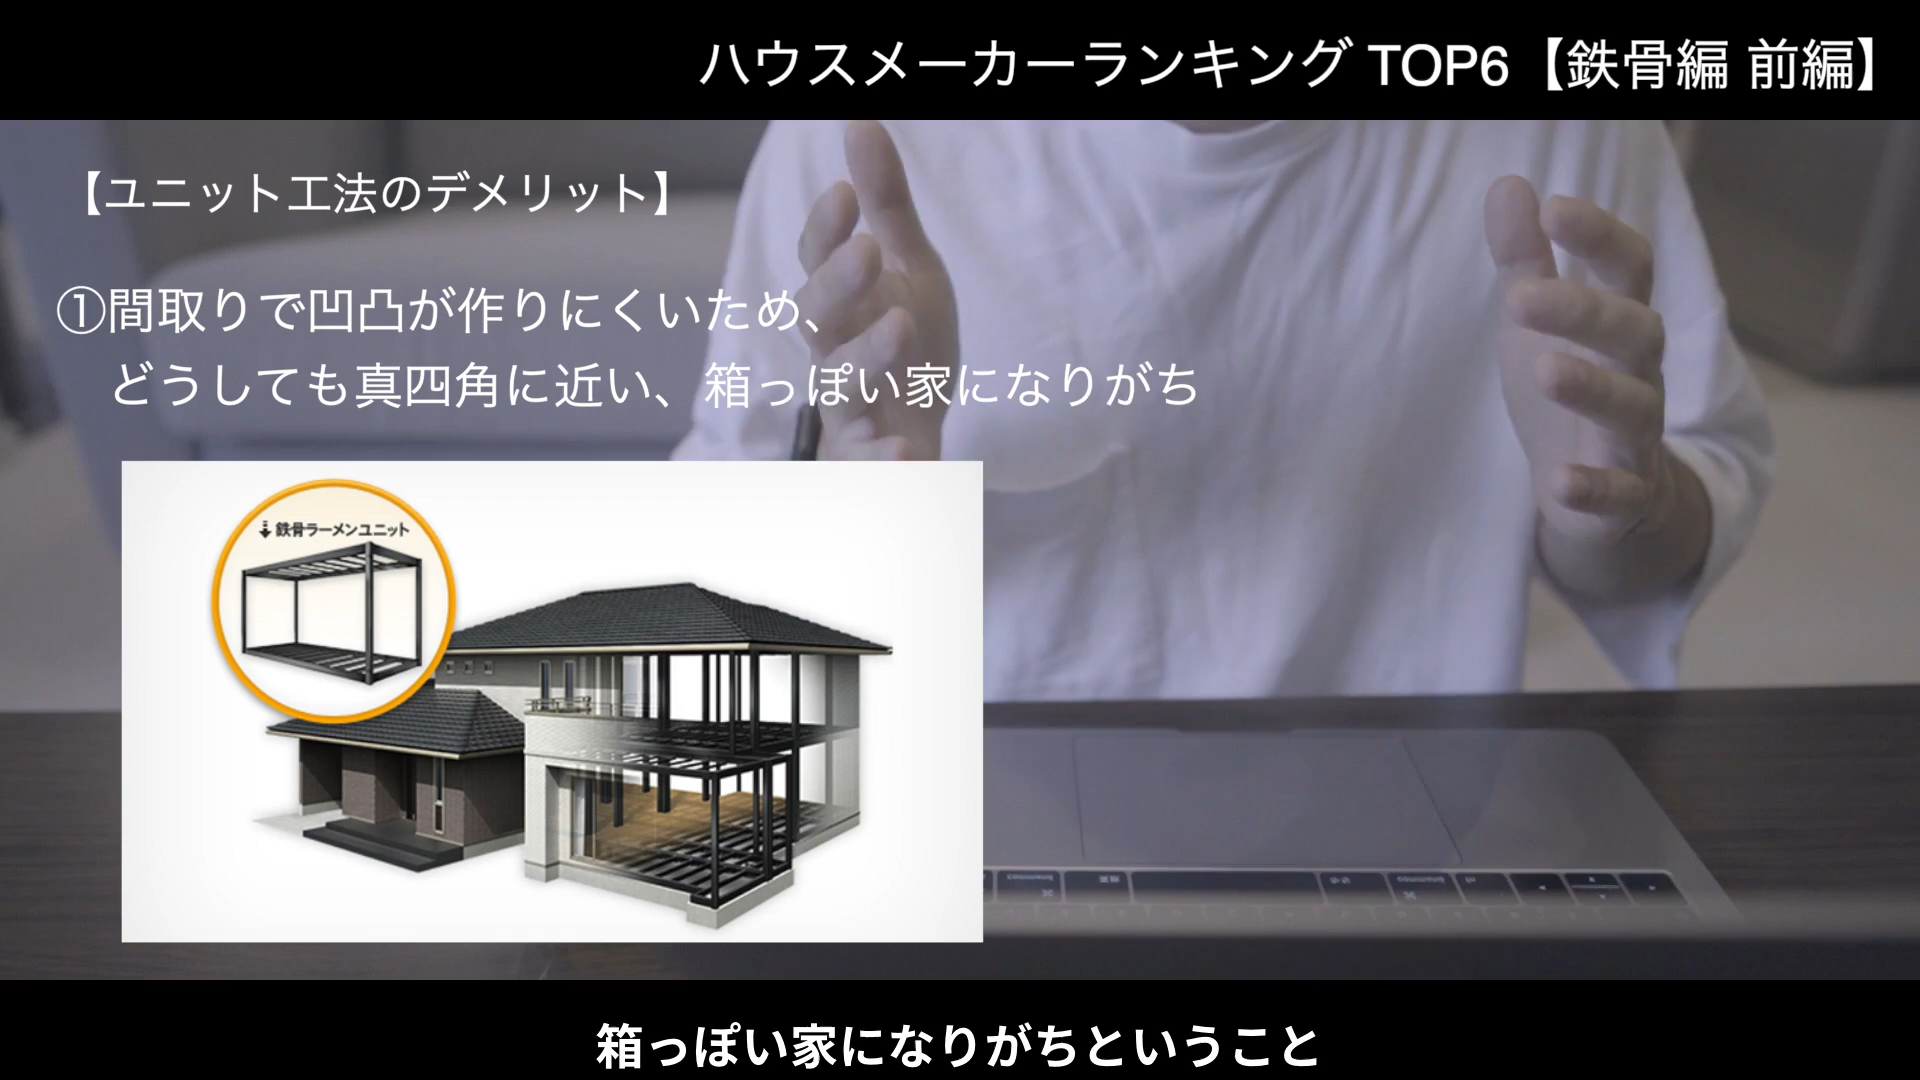 ハウスメーカーランキング TOP6【鉄骨編 前編】
【ユニット工法のデメリット】
①間取りで凹凸が作りにくいため、
どうしても真四角に近い、箱っぽい家になりがち
鉄骨ラーメンユニット
command
command
箱っぽい家になりがちということ